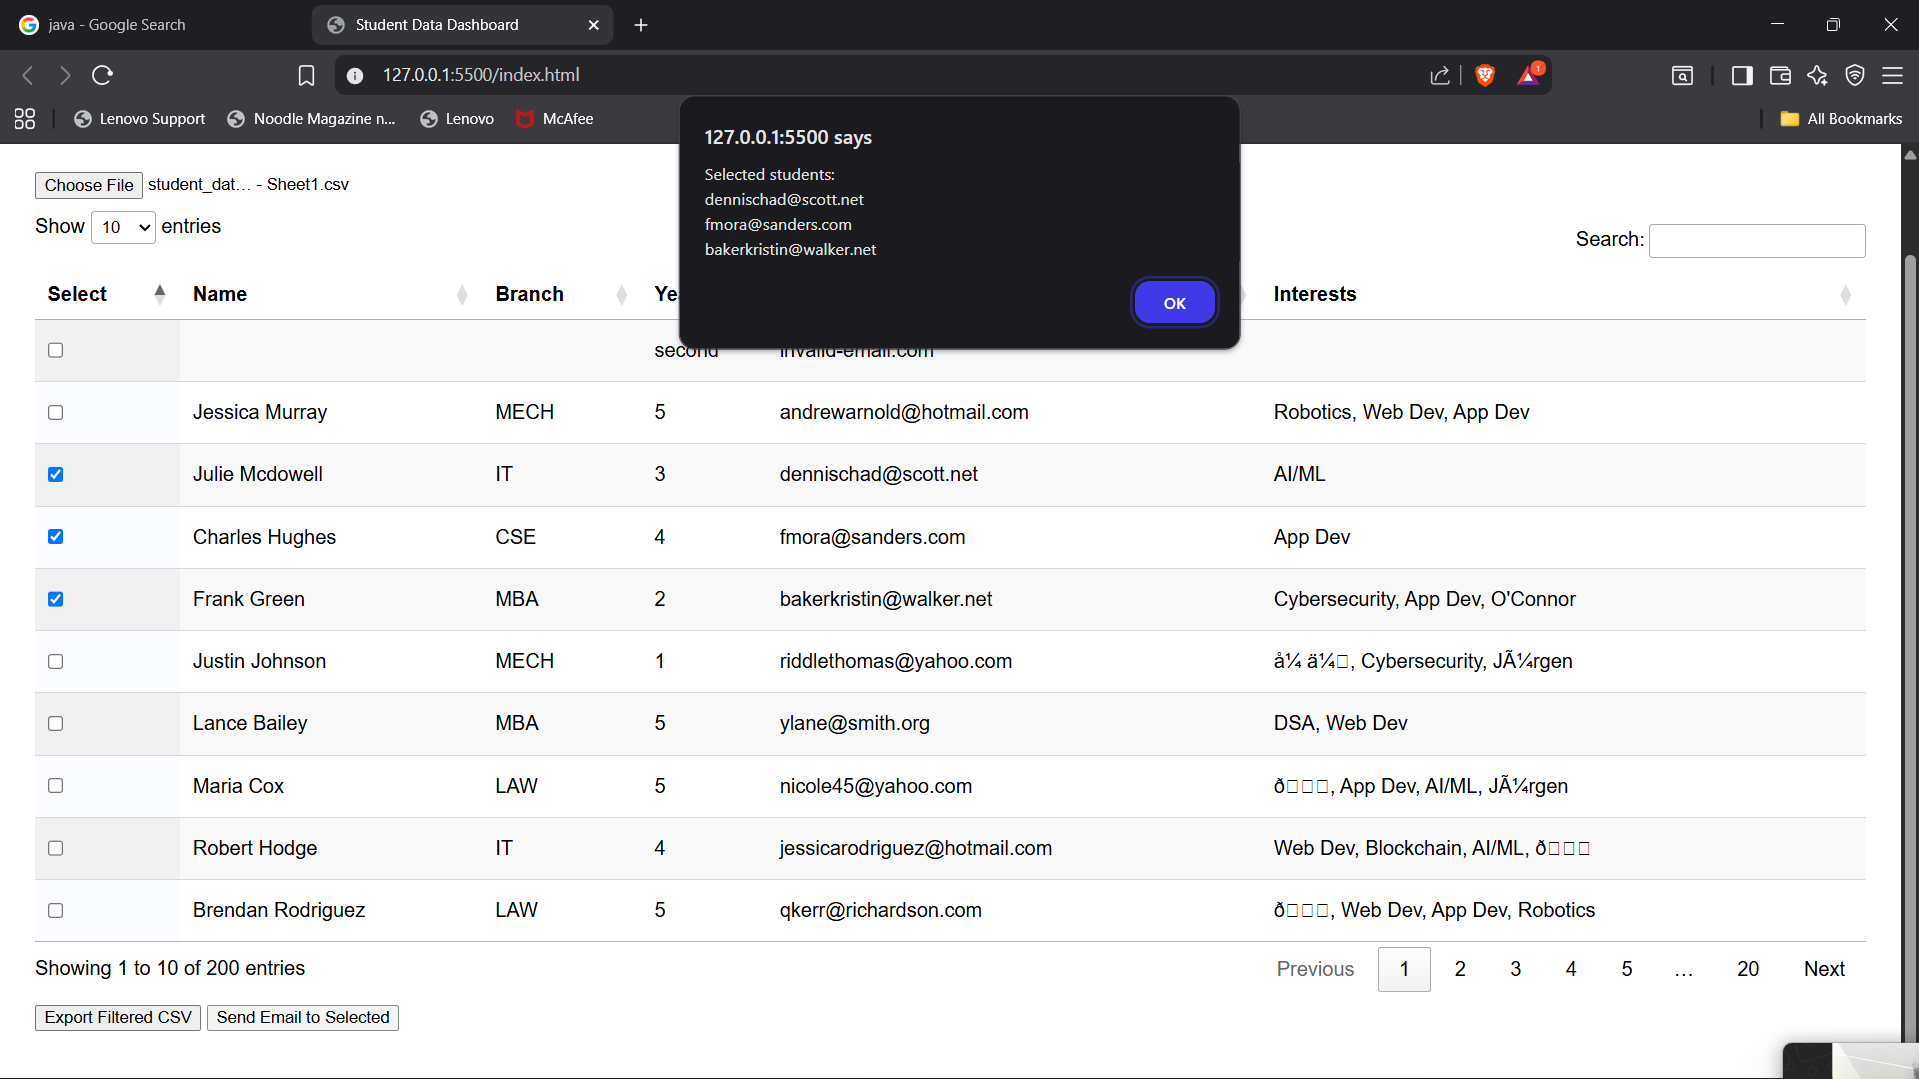 java - Google Search
Student Data Dashboard
127.0.0.1:5500/index.html
1
Lenovo Support
Noodle Magazine n...
Lenovo
McAfee
All Bookmarks
127.0.0.1:5500 says
Selected students:
dennischad@scott.net
fmora@sanders.com
bakerkristin@walker.net
OK
Choose File student_dat... - Sheet1.csv
Show 10 entries
Search:
Select Name Branch Interests
second invalid-email.com
Jessica Murray MECH 5 andrewarnold@hotmail.com Robotics, Web Dev, App Dev
Julie Mcdowell IT 3 dennischad@scott.net AI/ML
Charles Hughes CSE 4 fmora@sanders.com App Dev
Frank Green MBA 2 bakerkristin@walker.net Cybersecurity, App Dev, O'Connor
Justin Johnson MECH 1 riddlethomas@yahoo.com å¼ ä¼□, Cybersecurity, JÃ¼rgen
Lance Bailey MBA 5 ylane@smith.org DSA, Web Dev
Maria Cox LAW 5 nicole45@yahoo.com ð□□□, App Dev, AI/ML, JÃ¼rgen
Robert Hodge IT 4 jessicarodriguez@hotmail.com Web Dev, Blockchain, AI/ML, ð□□□
Brendan Rodriguez LAW 5 qkerr@richardson.com ð□□□, Web Dev, App Dev, Robotics
Showing 1 to 10 of 200 entries
Previous 1 2 3 4 5 … 20 Next
Export Filtered CSV Send Email to Selected